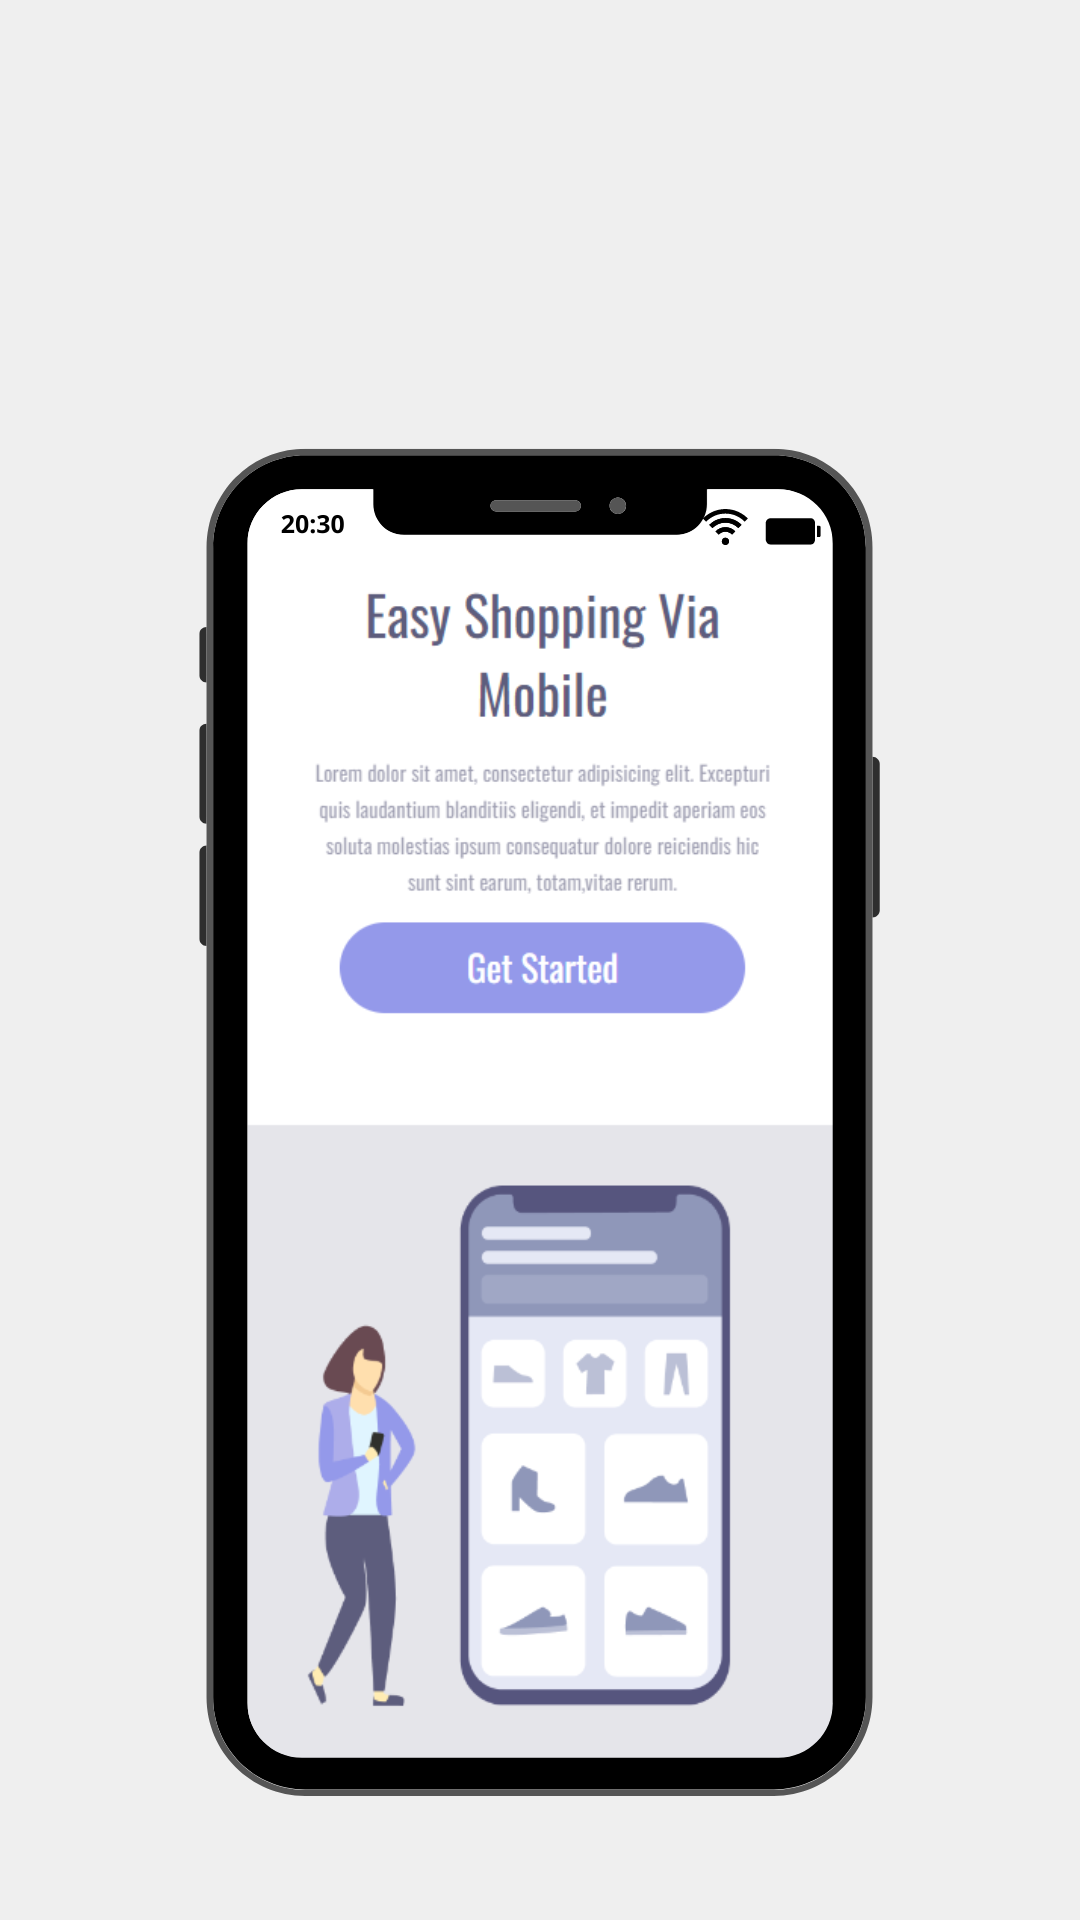 20:30
Easy Shopping Via
Mobile
Lorem dolor sit amet, consectetur adipisicing elit. Excepturi
quis laudantium blanditiis eligendi, et impedit aperiam eos
soluta molestias ipsum consequatur dolore reiciendis hic
sunt sint earum, totam,vitae rerum.
Get Started